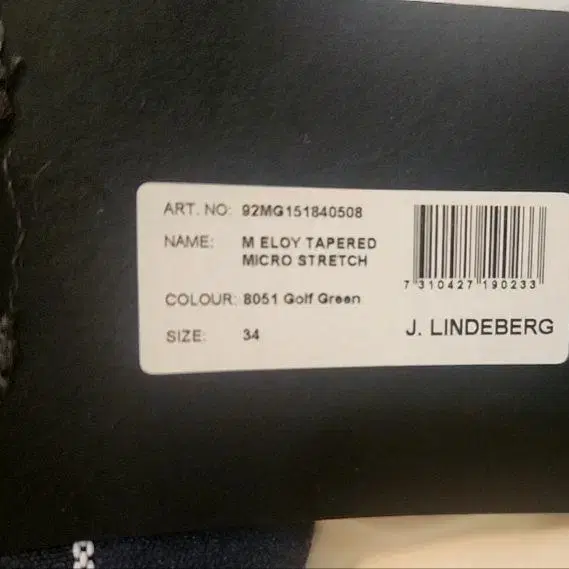 ART. NO: 92MG151840508
NAME: M ELOY TAPERED
MICRO STRETCH
COLOUR: 8051 Golf Green
SIZE: 34
7 310427 190233
J. LINDEBERG